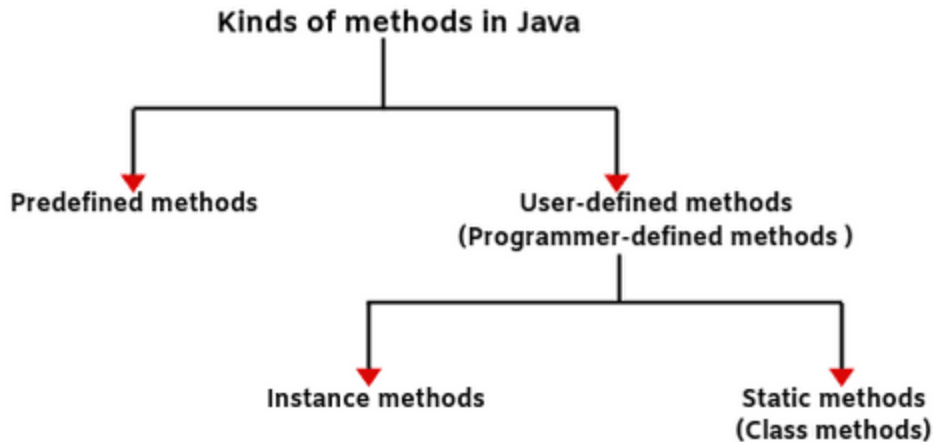 Kinds of methods in Java
Predefined methods
User-defined methods
(Programmer-defined methods )
Instance methods
Static methods
(Class methods)